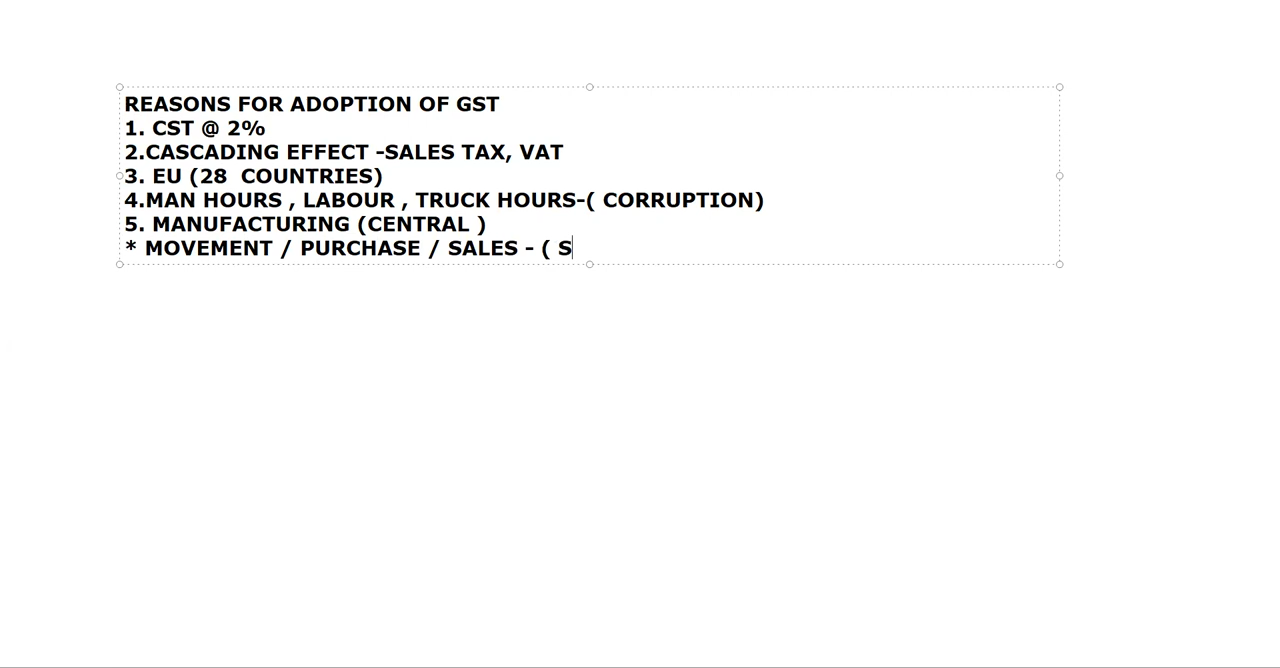 REASONS FOR ADOPTION OF GST
1. CST @ 2%
2.CASCADING EFFECT -SALES TAX, VAT
3. EU (28  COUNTRIES)
4.MAN HOURS , LABOUR , TRUCK HOURS-( CORRUPTION)
5. MANUFACTURING (CENTRAL )
* MOVEMENT / PURCHASE / SALES - ( S